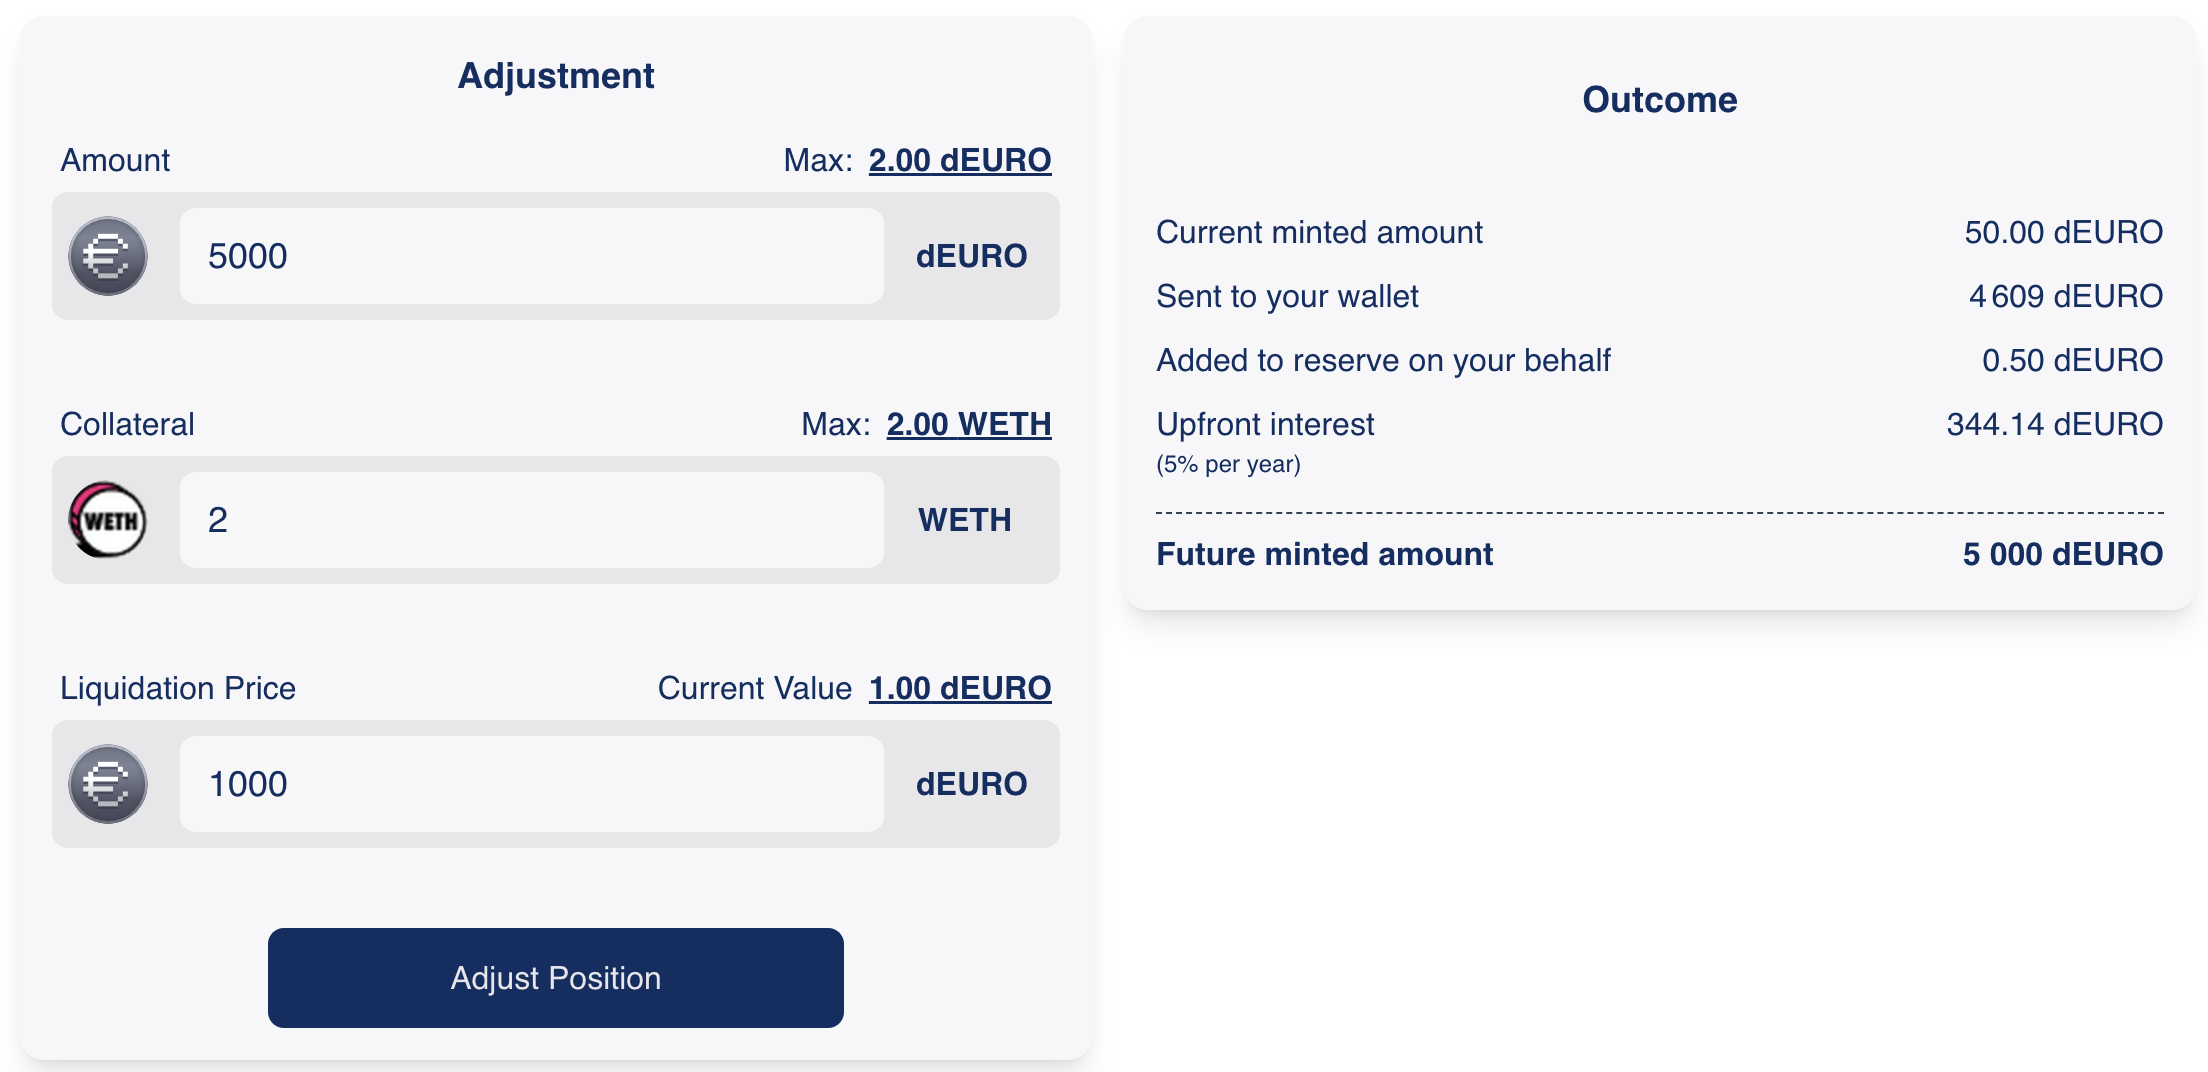 Adjustment
Amount Max: 2.00 dEURO
5000 dEURO
Collateral Max: 2.00 WETH
WETH 2 WETH
Liquidation Price Current Value 1.00 dEURO
€ 1000 dEURO
Adjust Position
Outcome
Current minted amount 50.00 dEURO
Sent to your wallet 4 609 dEURO
Added to reserve on your behalf 0.50 dEURO
Upfront interest 344.14 dEURO
(5% per year)
Future minted amount 5 000 dEURO